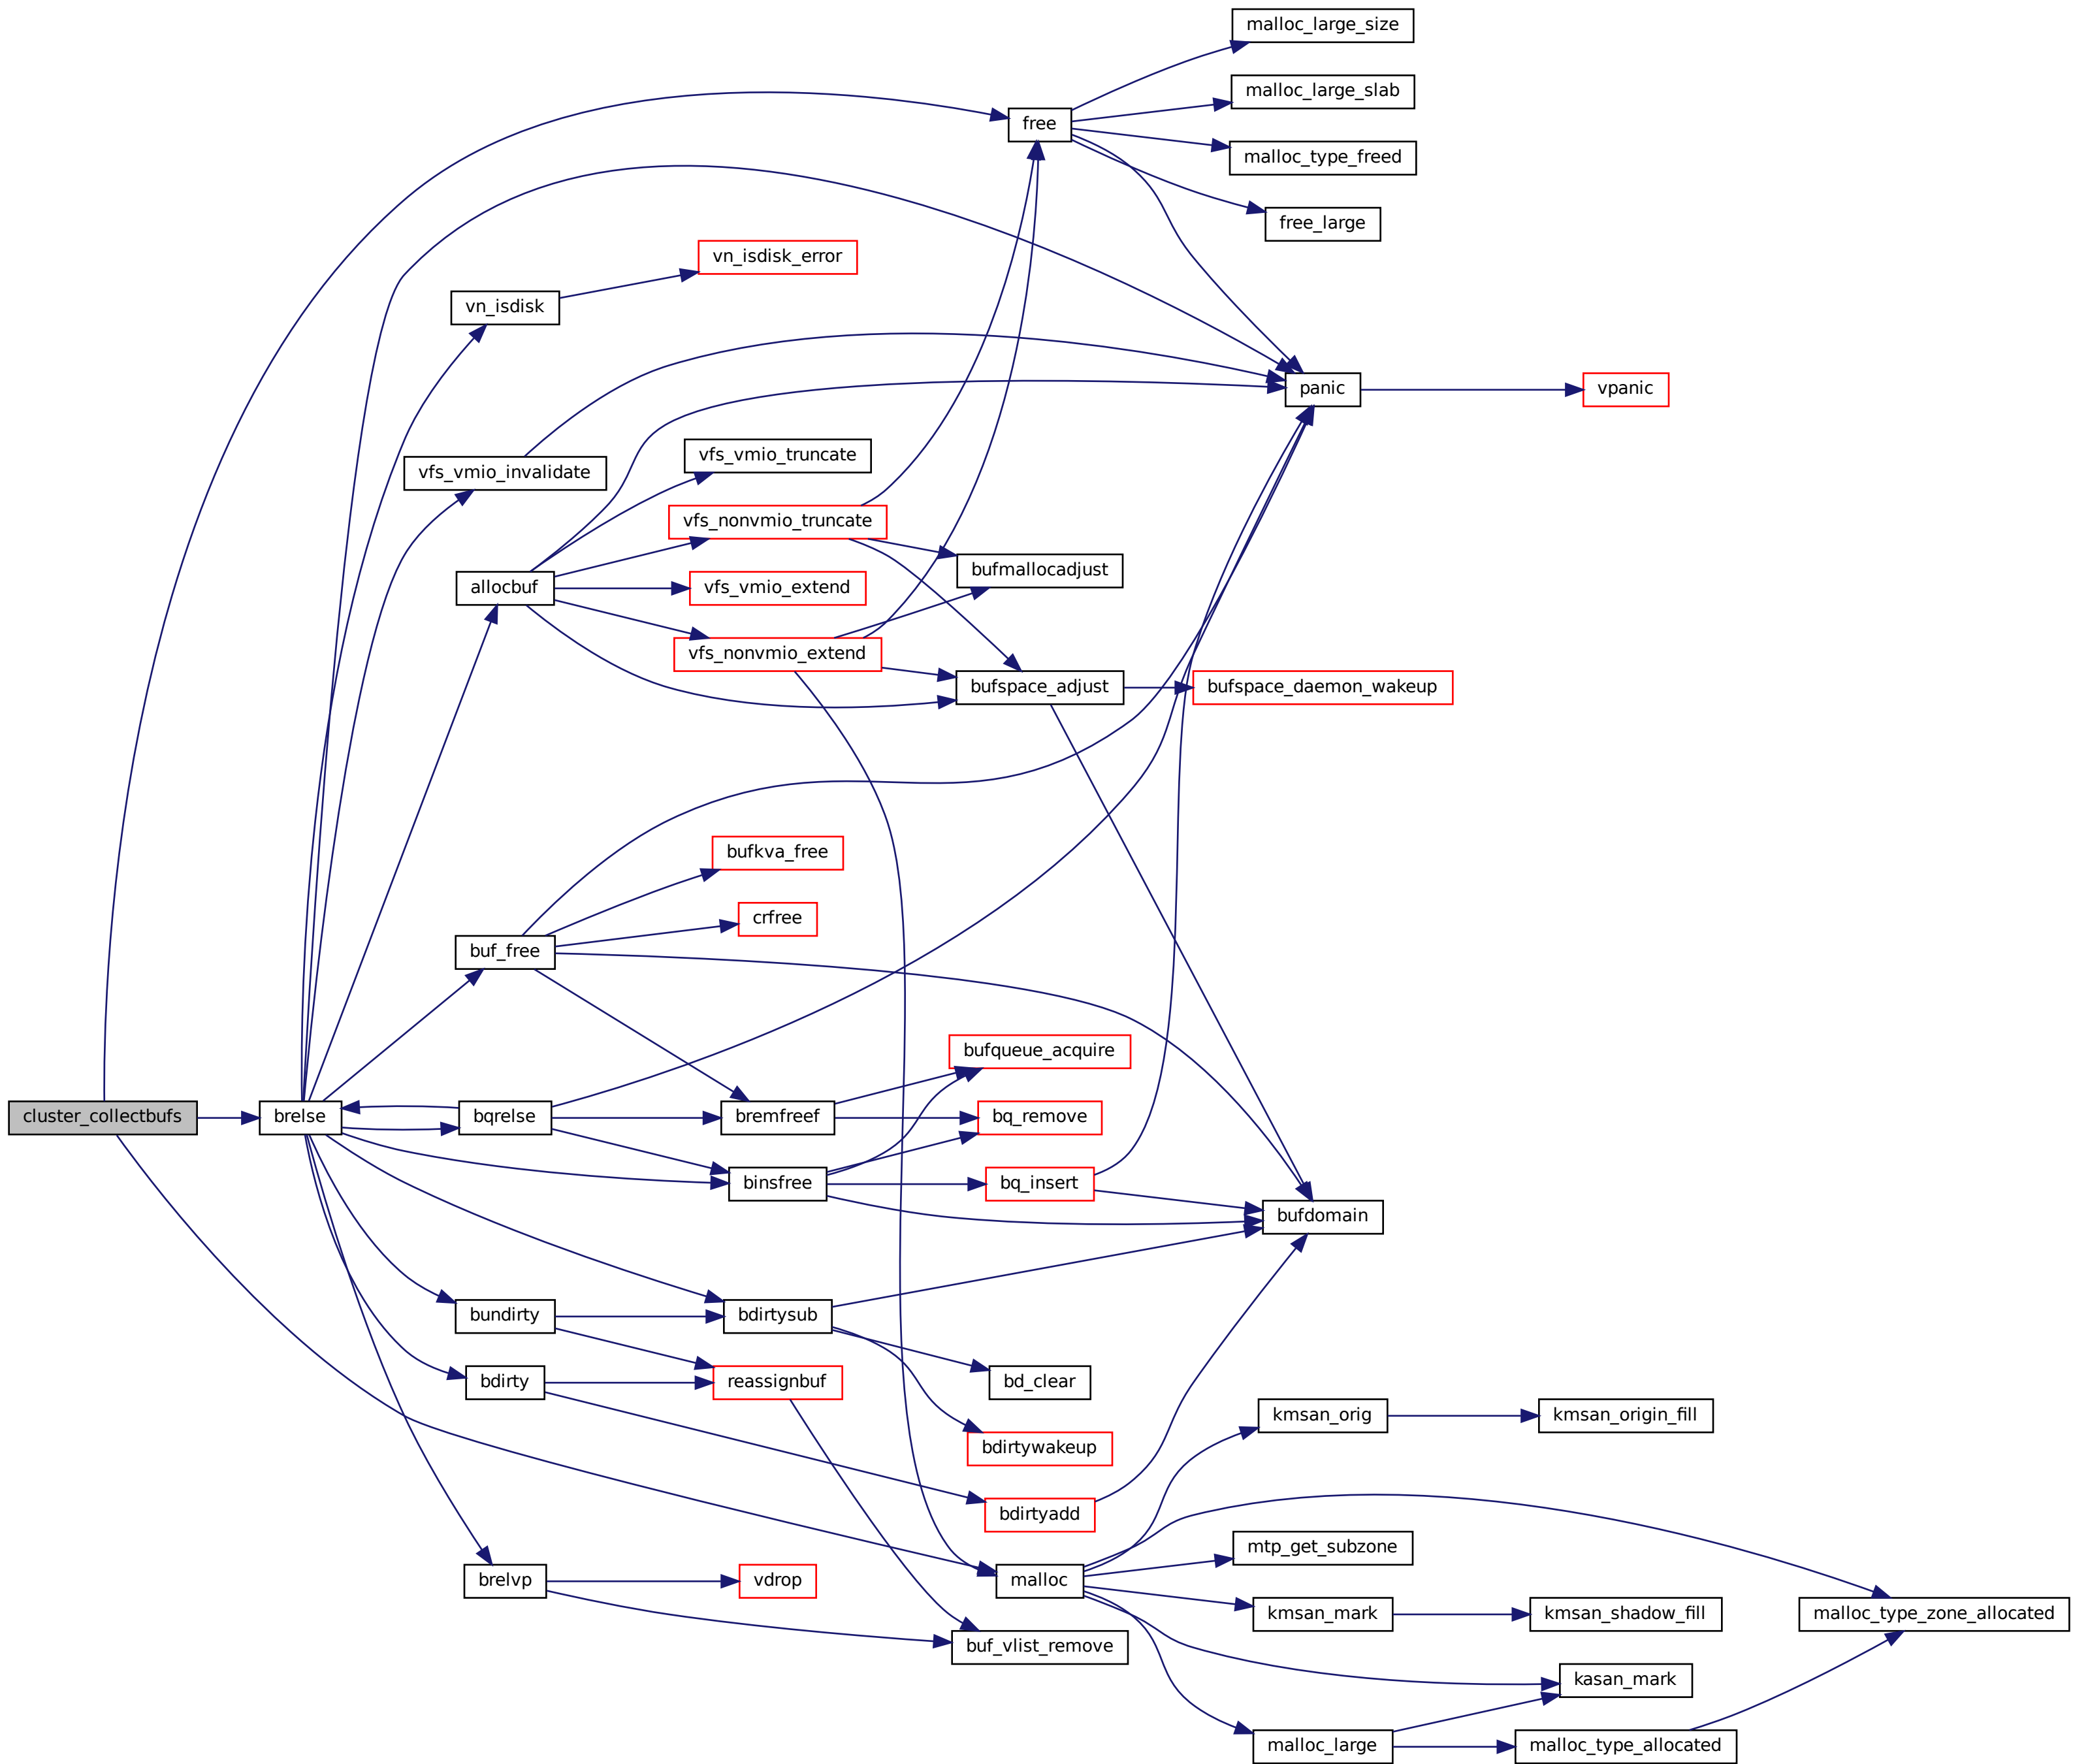 malloc_large_size
malloc_large_slab
free
malloc_type_freed
free_large
vn_isdisk_error
vn_isdisk
panic
vpanic
vfs_vmio_truncate
vfs_vmio_invalidate
vfs_nonvmio_truncate
bufmallocadjust
allocbuf
vfs_vmio_extend
vfs_nonvmio_extend
bufspace_adjust
bufspace_daemon_wakeup
bufkva_free
crfree
buf_free
bufqueue_acquire
cluster_collectbufs
brelse
bqrelse
bremfreef
bq_remove
binsfree
bq_insert
bufdomain
bundirty
bdirtysub
bdirty
reassignbuf
bd_clear
kmsan_orig
kmsan_origin_fill
bdirtywakeup
bdirtyadd
mtp_get_subzone
brelvp
vdrop
malloc
kmsan_mark
kmsan_shadow_fill
malloc_type_zone_allocated
buf_vlist_remove
kasan_mark
malloc_large
malloc_type_allocated